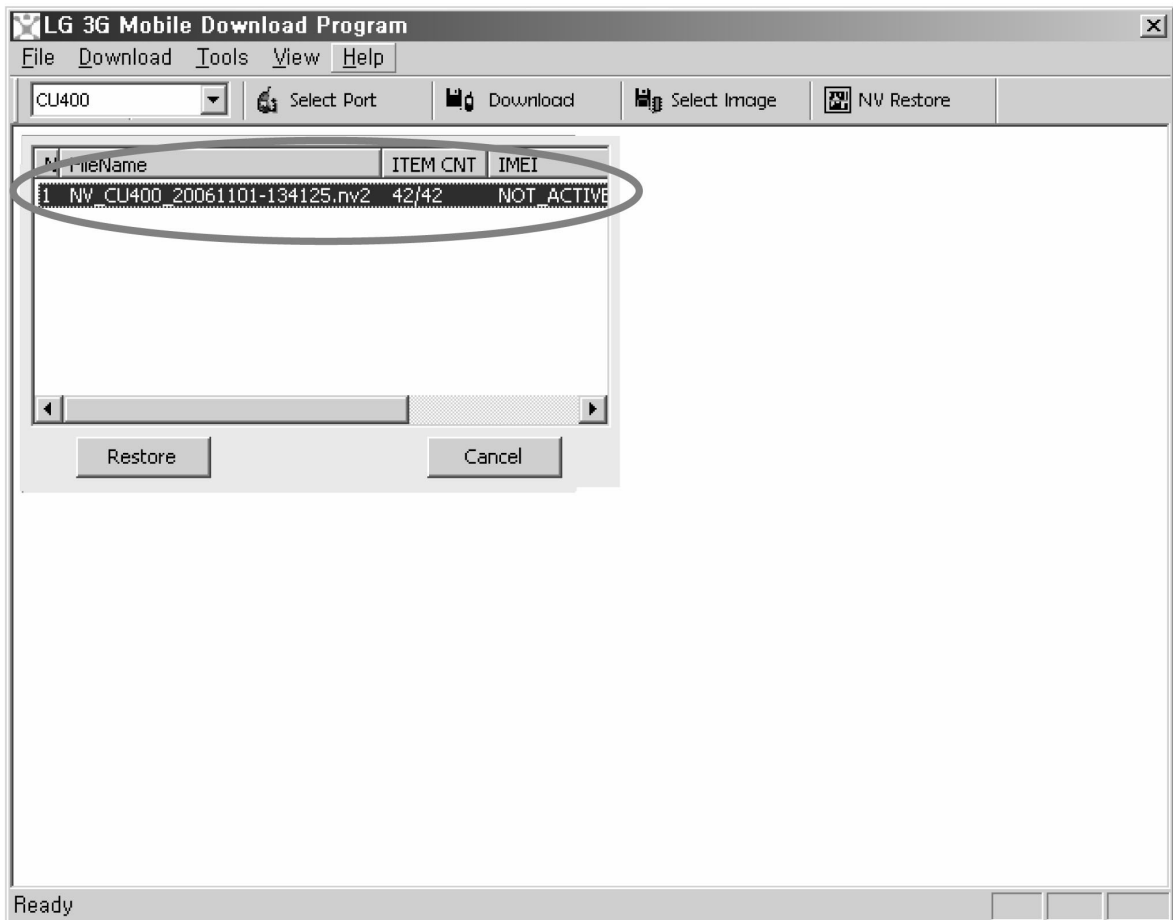 LG 3G Mobile Download Program
File Download Tools View Help
CU400 Select Port Download Select Image NV Restore
N FileName ITEM CNT IMEI
1 NV_CU400_20061101-134125.nv2 42/42 NOT_ACTIVE
Restore Cancel
Ready